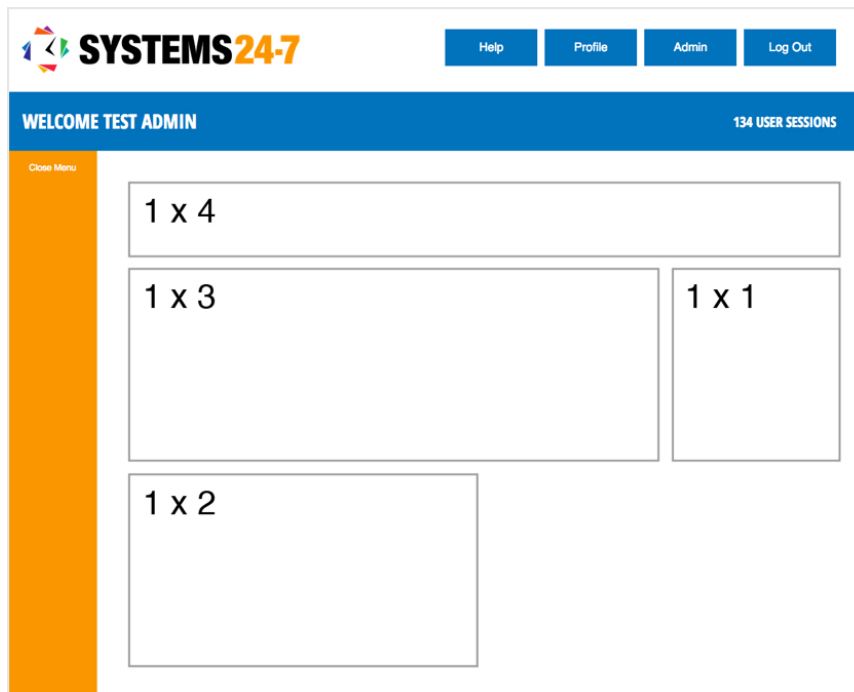 SYSTEMS24-7
Help
Profile
Admin
Log Out
WELCOME TEST ADMIN
134 USER SESSIONS
Close Menu
1 x 4
1 x 3
1 x 1
1 x 2